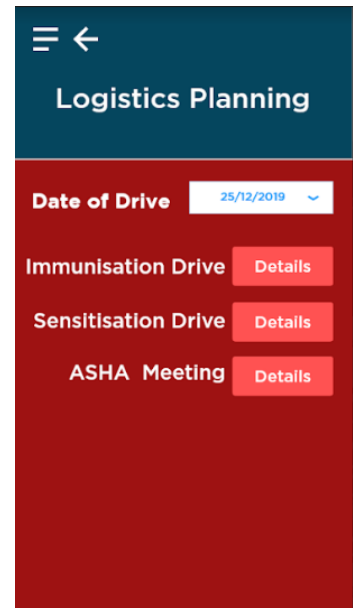 Logistics Planning
Date of Drive 25/12/2019
Immunisation Drive Details
Sensitisation Drive Details
ASHA Meeting Details